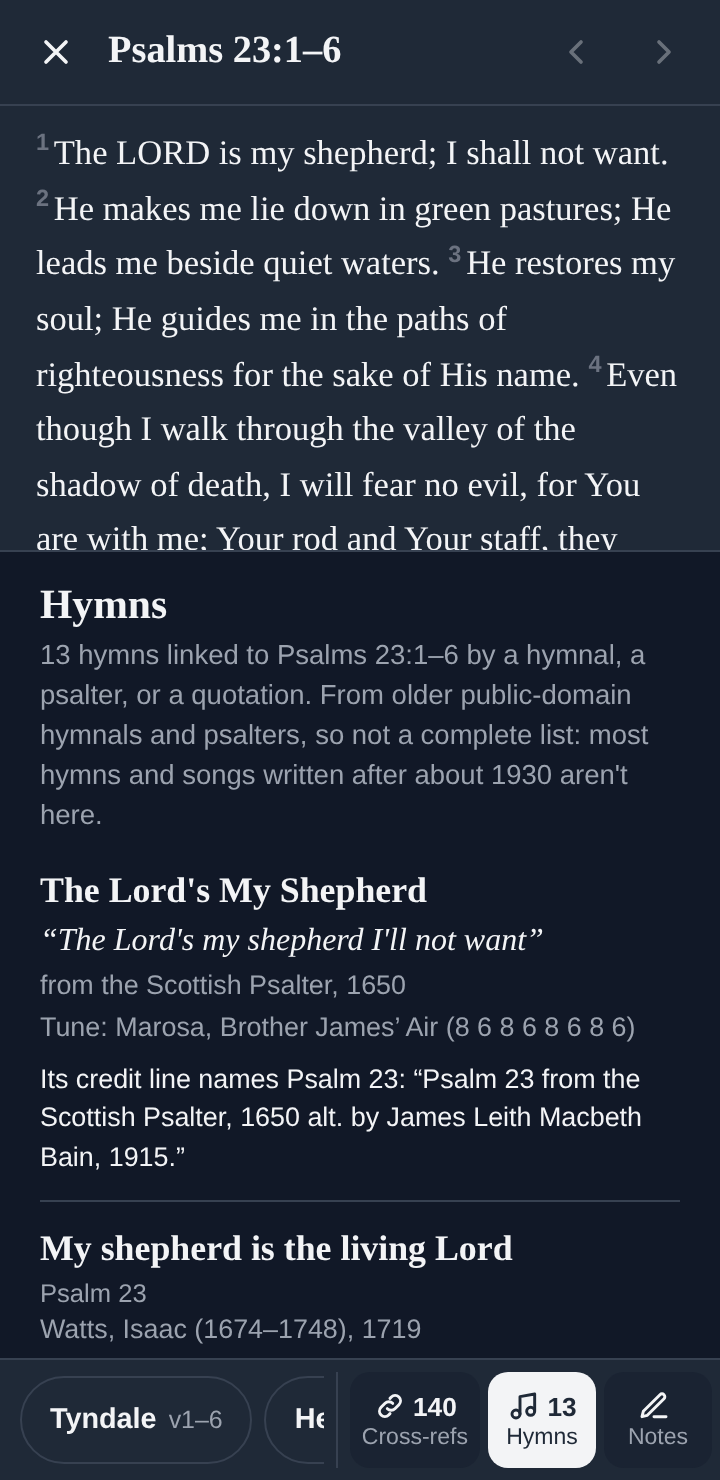 Psalms 23:1–6
1 The LORD is my shepherd; I shall not want.
2 He makes me lie down in green pastures; He
leads me beside quiet waters. 3 He restores my
soul; He guides me in the paths of
righteousness for the sake of His name. 4 Even
though I walk through the valley of the
shadow of death, I will fear no evil, for You
are with me; Your rod and Your staff, they
Hymns
13 hymns linked to Psalms 23:1–6 by a hymnal, a
psalter, or a quotation. From older public-domain
hymnals and psalters, so not a complete list: most
hymns and songs written after about 1930 aren't
here.
The Lord's My Shepherd
“The Lord's my shepherd I'll not want”
from the Scottish Psalter, 1650
Tune: Marosa, Brother James’ Air (8 6 8 6 8 6 8 6)
Its credit line names Psalm 23: “Psalm 23 from the
Scottish Psalter, 1650 alt. by James Leith Macbeth
Bain, 1915.”
My shepherd is the living Lord
Psalm 23
Watts, Isaac (1674–1748), 1719
Tyndale v1–6
140
Cross-refs
13
Hymns
Notes